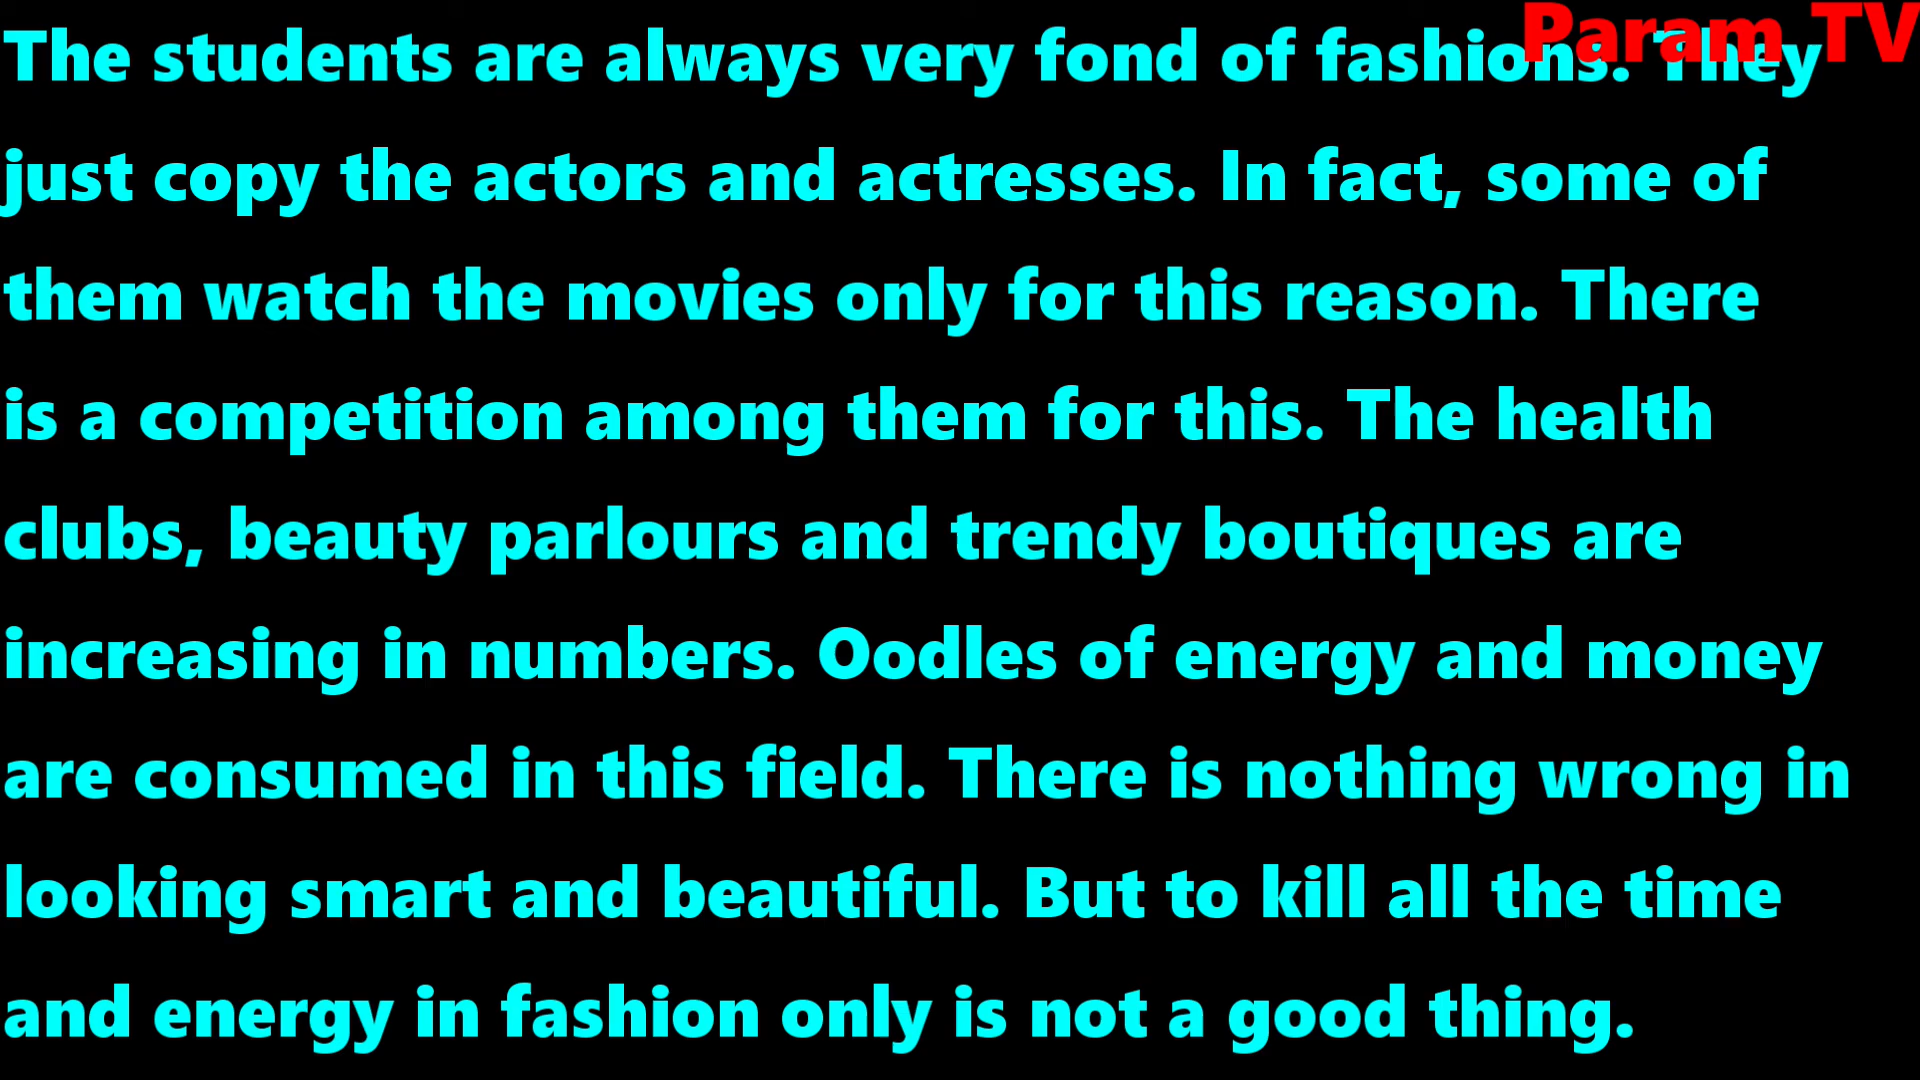 Param TV
The students are always very fond of fashions. They
just copy the actors and actresses. In fact, some of
them watch the movies only for this reason. There
is a competition among them for this. The health
clubs, beauty parlours and trendy boutiques are
increasing in numbers. Oodles of energy and money
are consumed in this field. There is nothing wrong in
looking smart and beautiful. But to kill all the time
and energy in fashion only is not a good thing.